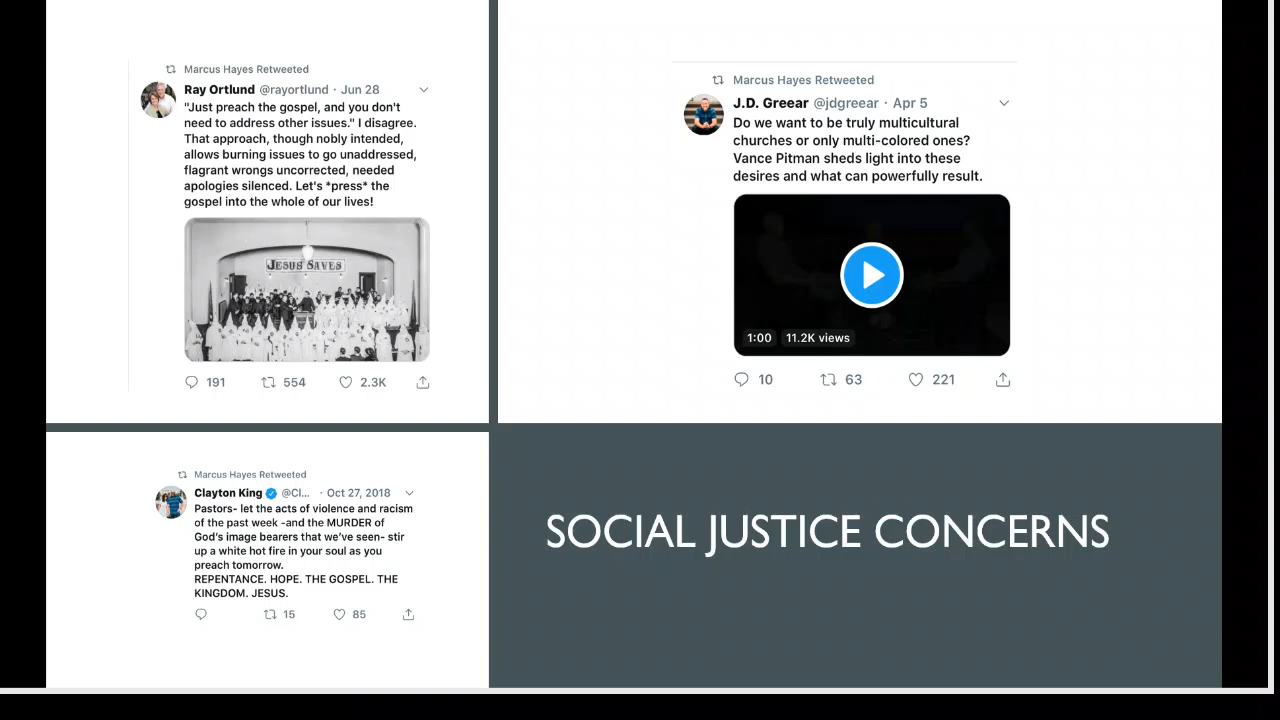 Marcus Hayes Retweeted
Ray Ortlund @rayortlund · Jun 28
"Just preach the gospel, and you don't
need to address other issues." I disagree.
That approach, though nobly intended,
allows burning issues to go unaddressed,
flagrant wrongs uncorrected, needed
apologies silenced. Let's *press* the
gospel into the whole of our lives!
JESUS SAVES
191 554 2.3K
Marcus Hayes Retweeted
J.D. Greear @jdgreear · Apr 5
Do we want to be truly multicultural
churches or only multi-colored ones?
Vance Pitman sheds light into these
desires and what can powerfully result.
1:00 11.2K views
10 63 221
Marcus Hayes Retweeted
Clayton King @Cl... · Oct 27, 2018
Pastors- let the acts of violence and racism
of the past week -and the MURDER of
God's image bearers that we've seen- stir
up a white hot fire in your soul as you
preach tomorrow.
REPENTANCE. HOPE. THE GOSPEL. THE
KINGDOM. JESUS.
15 85
SOCIAL JUSTICE CONCERNS